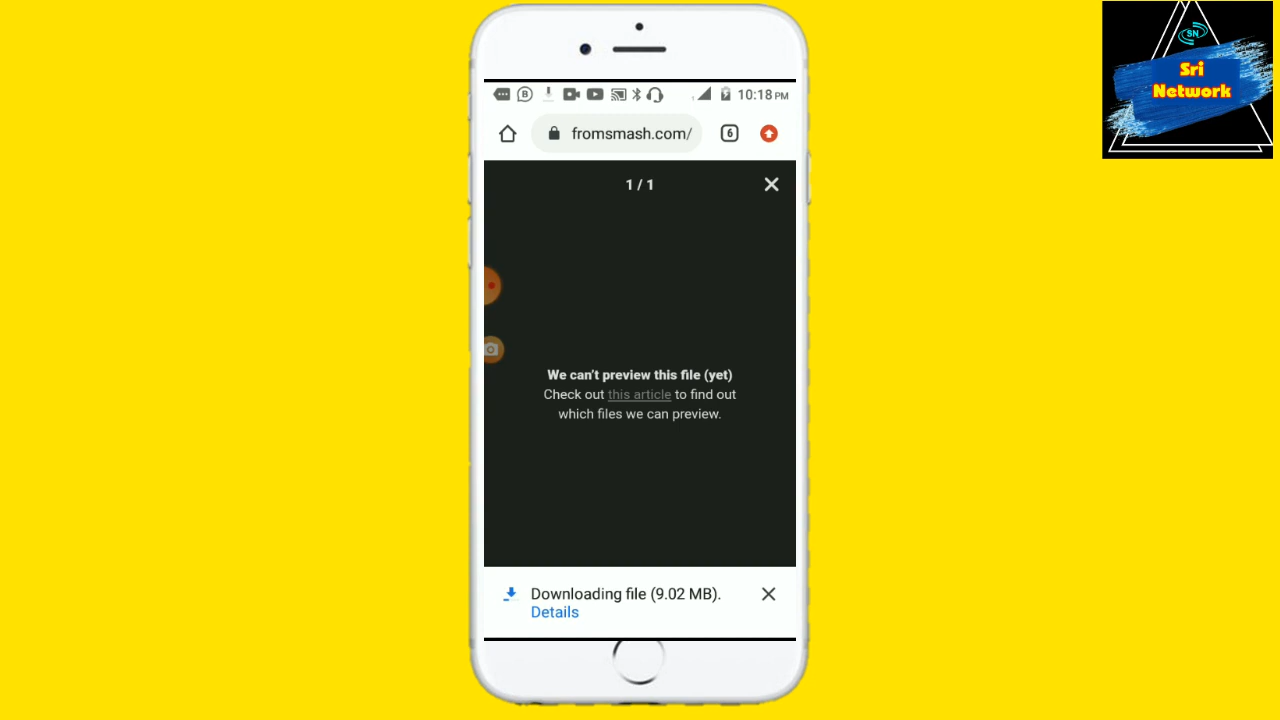 SN
Sri
Network
B
10:18 PM
fromsmash.com/
6
1 / 1
We can't preview this file (yet)
Check out this article to find out
which files we can preview.
Downloading file (9.02 MB).
Details